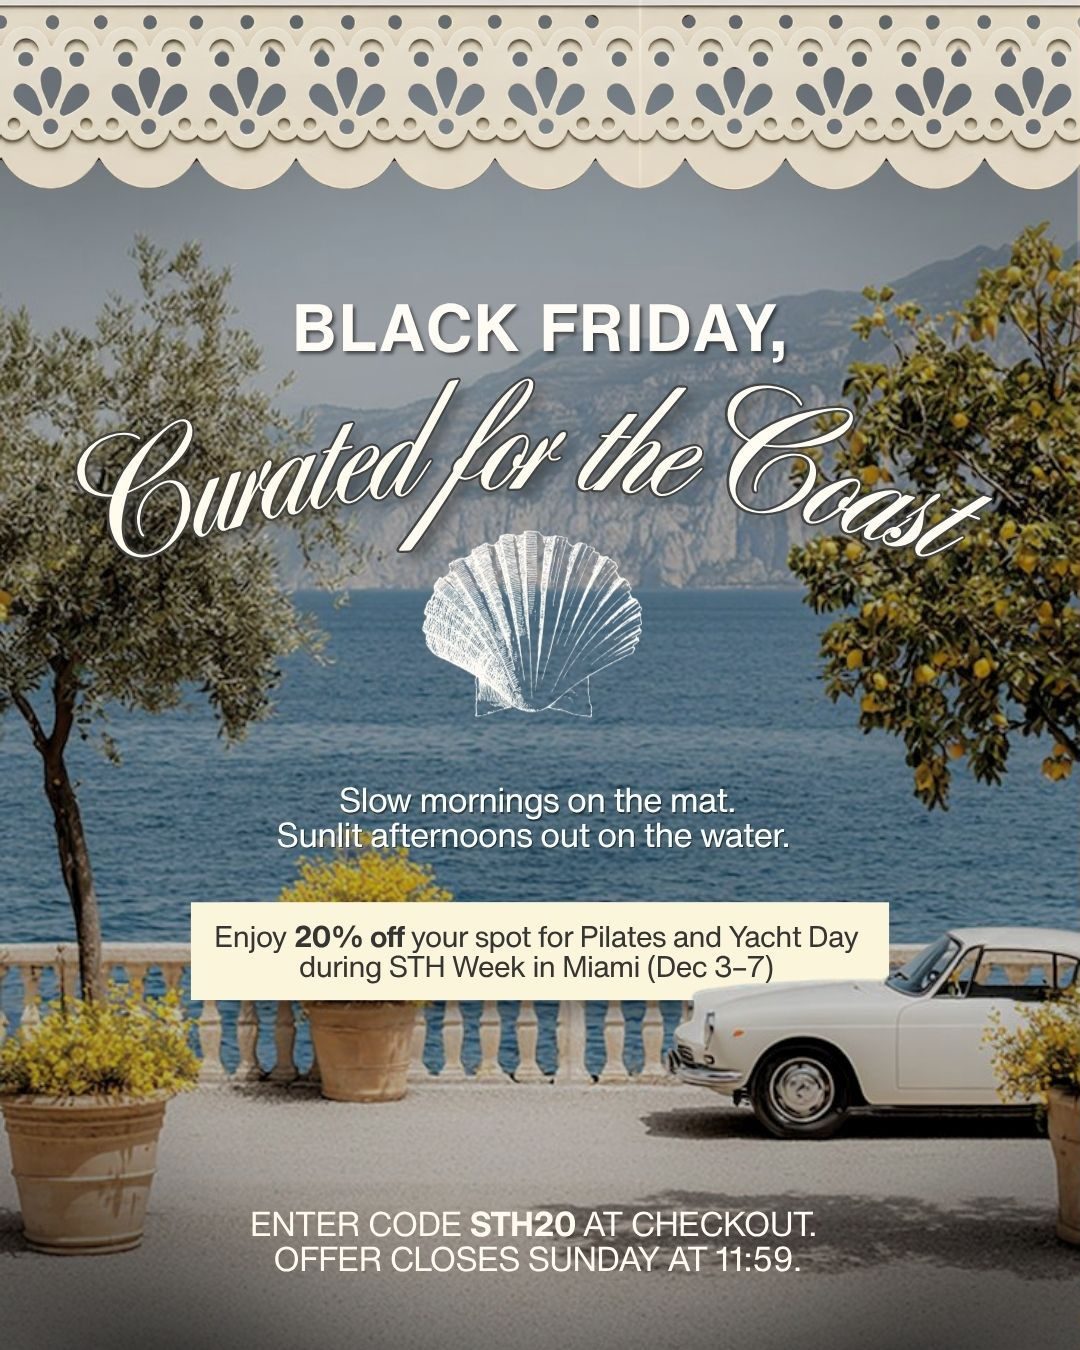 BLACK FRIDAY,
Curated for the Coast
Slow mornings on the mat.
Sunlit afternoons out on the water.
Enjoy 20% off your spot for Pilates and Yacht Day
during STH Week in Miami (Dec 3–7)
ENTER CODE STH20 AT CHECKOUT.
OFFER CLOSES SUNDAY AT 11:59.